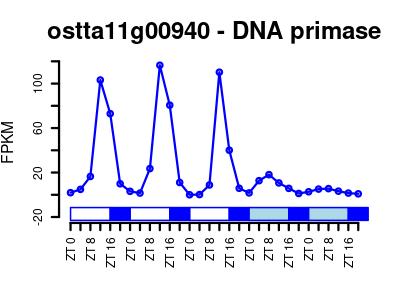 ostta11g00940 - DNA primase
FPKM
100
60
20
-20
ZT 0
ZT 8
ZT 16
ZT 0
ZT 8
ZT 16
ZT 0
ZT 8
ZT 16
ZT 0
ZT 8
ZT 16
ZT 0
ZT 8
ZT 16